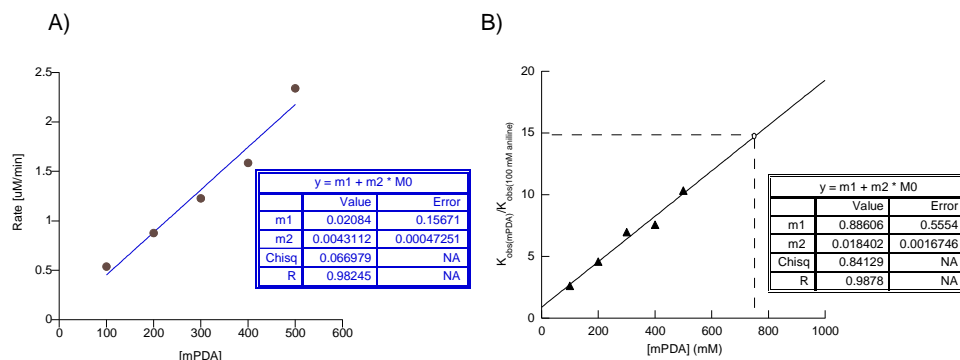 A)
B)
2.5
2
1.5
1
0.5
0
Rate [uM/min]
0 100 200 300 400 500 600
[mPDA]
y = m1 + m2 * M0
Value Error
m1 0.02084 0.15671
m2 0.0043112 0.00047251
Chisq 0.066979 NA
R 0.98245 NA
20
15
10
5
0
K obs(mPDA) /K obs(100 mM aniline)
0 200 400 600 800 1000
[mPDA] (mM)
y = m1 + m2 * M0
Value Error
m1 0.88606 0.5554
m2 0.018402 0.0016746
Chisq 0.84129 NA
R 0.9878 NA